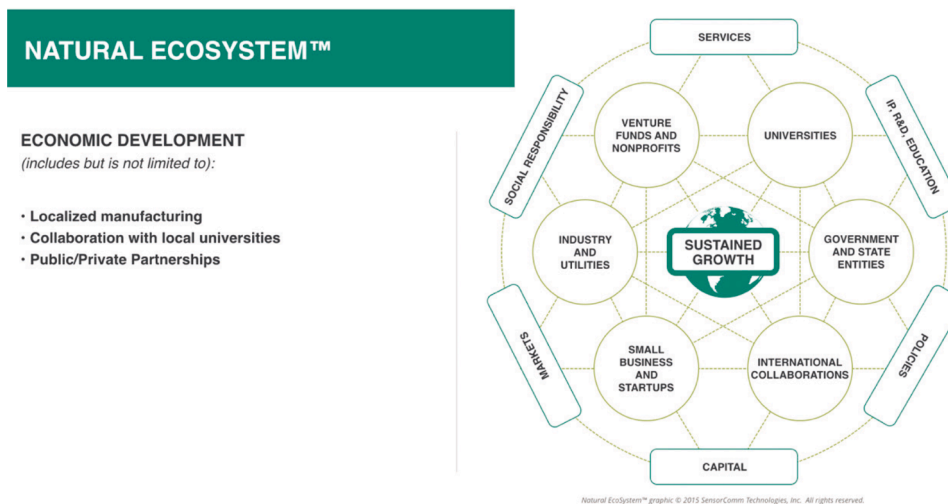 NATURAL ECOSYSTEM™
ECONOMIC DEVELOPMENT
(includes but is not limited to):
• Localized manufacturing
• Collaboration with local universities
• Public/Private Partnerships
SERVICES
SOCIAL RESPONSIBILITY
IP, R&D, EDUCATION
VENTURE
FUNDS AND
NONPROFITS
UNIVERSITIES
INDUSTRY
AND
UTILITIES
SUSTAINED
GROWTH
GOVERNMENT
AND STATE
ENTITIES
MARKETS
SMALL
BUSINESS
AND
STARTUPS
INTERNATIONAL
COLLABORATIONS
POLICIES
CAPITAL
Natural EcoSystem™ graphic © 2015 SensorComm Technologies, Inc. All rights reserved.